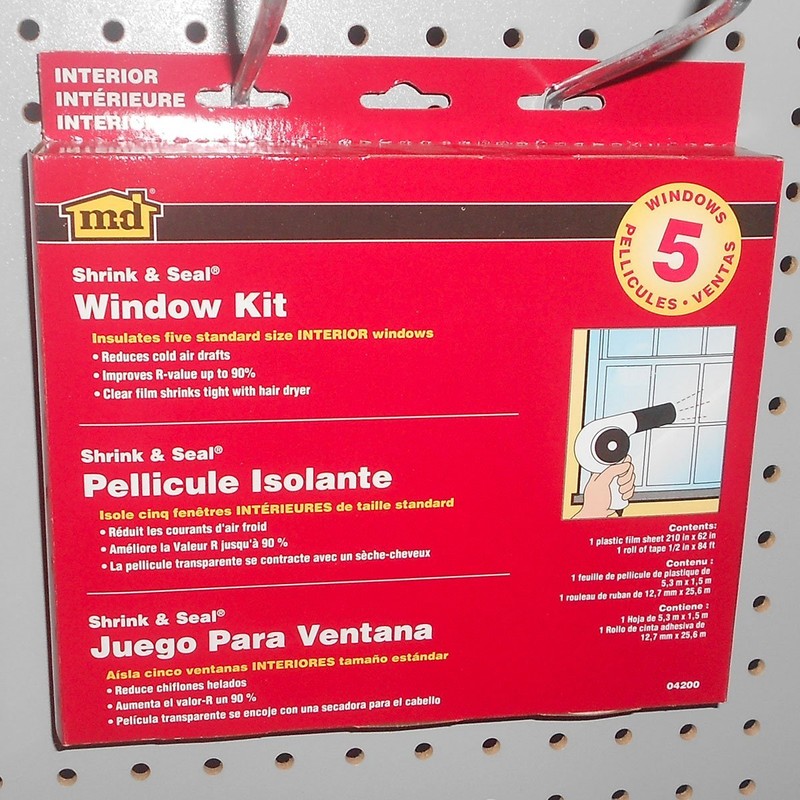 INTERIOR
INTÉRIEURE
INTERIOR
md®
WINDOWS
5
PELLICULES • VENTAS
Shrink & Seal®
Window Kit
Insulates five standard size INTERIOR windows
• Reduces cold air drafts
• Improves R-value up to 90%
• Clear film shrinks tight with hair dryer
Shrink & Seal®
Pellicule Isolante
Isole cinq fenêtres INTÉRIEURES de taille standard
• Réduit les courants d'air froid
• Améliore la Valeur R jusqu'à 90 %
• La pellicule transparente se contracte avec un sèche-cheveux
Shrink & Seal®
Juego Para Ventana
Aísla cinco ventanas INTERIORES tamaño estándar
• Reduce chiflones helados
• Aumenta el valor-R un 90 %
• Película transparente se encoje con una secadora para el cabello
Contents:
1 plastic film sheet 210 in x 62 in
1 roll of tape 1/2 in x 84 ft
Contenu :
1 feuille de pellicule de plastique de
5,3 m x 1,5 m
1 rouleau de ruban de 12,7 mm x 25,6 m
Contiene :
1 Hoja de 5,3 m x 1,5 m
1 Rollo de cinta adhesiva de
12,7 mm x 25,6 m
04200